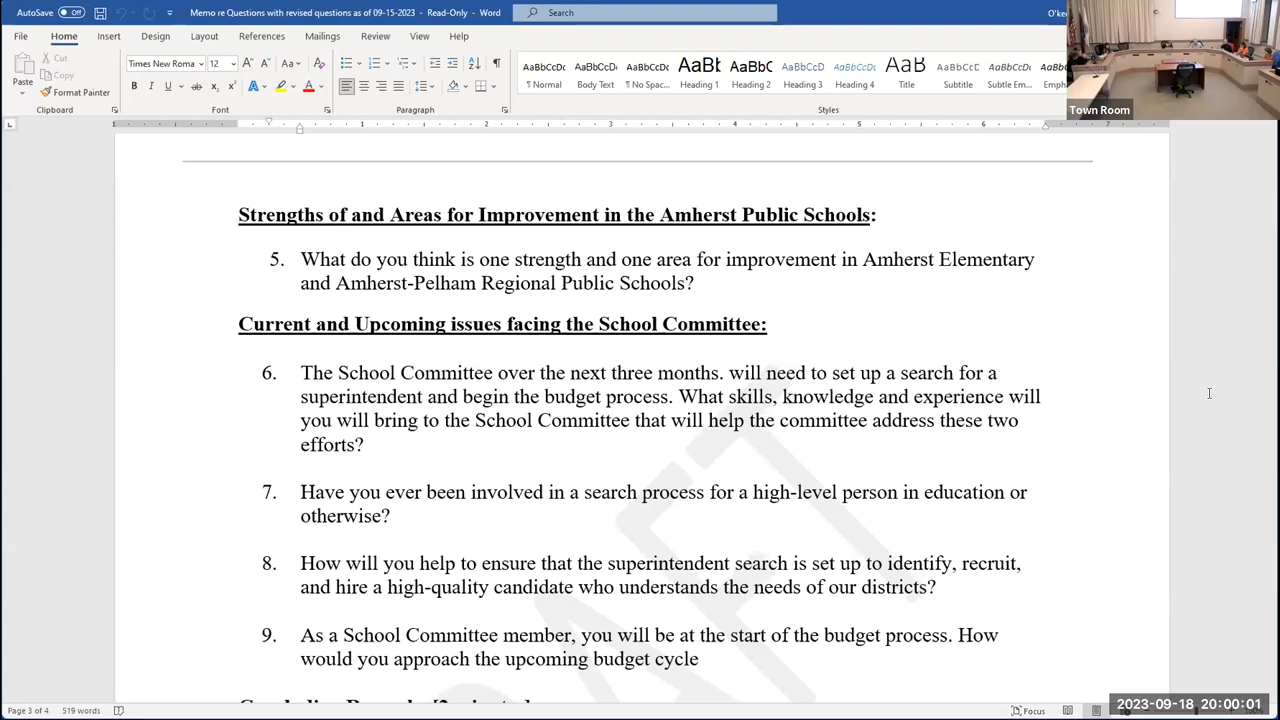 AutoSave Off Memo re Questions with revised questions as of 09-15-2023 - Read-Only - Word Search O'kee
File Home Insert Design Layout References Mailings Review View Help
Cut
Copy
Format Painter
Paste
Times New Roma 12
Clipboard Font Paragraph Styles
AaBbCcDc AaBbCcDc AaBbCcDc AaBb AaBbCcD AaBbCcD AaBbCcDc AaB AaBbCcD AaBbCcDc
¶ Normal Body Text ¶ No Spac... Heading 1 Heading 2 Heading 3 Heading 4 Title Subtitle Subtle Em...
Town Room
Strengths of and Areas for Improvement in the Amherst Public Schools:
5. What do you think is one strength and one area for improvement in Amherst Elementary
and Amherst-Pelham Regional Public Schools?
Current and Upcoming issues facing the School Committee:
6. The School Committee over the next three months. will need to set up a search for a
superintendent and begin the budget process. What skills, knowledge and experience will
you will bring to the School Committee that will help the committee address these two
efforts?
7. Have you ever been involved in a search process for a high-level person in education or
otherwise?
8. How will you help to ensure that the superintendent search is set up to identify, recruit,
and hire a high-quality candidate who understands the needs of our districts?
9. As a School Committee member, you will be at the start of the budget process. How
would you approach the upcoming budget cycle
DRAFT
Page 3 of 4 519 words Focus
2023-09-18 20:00:01